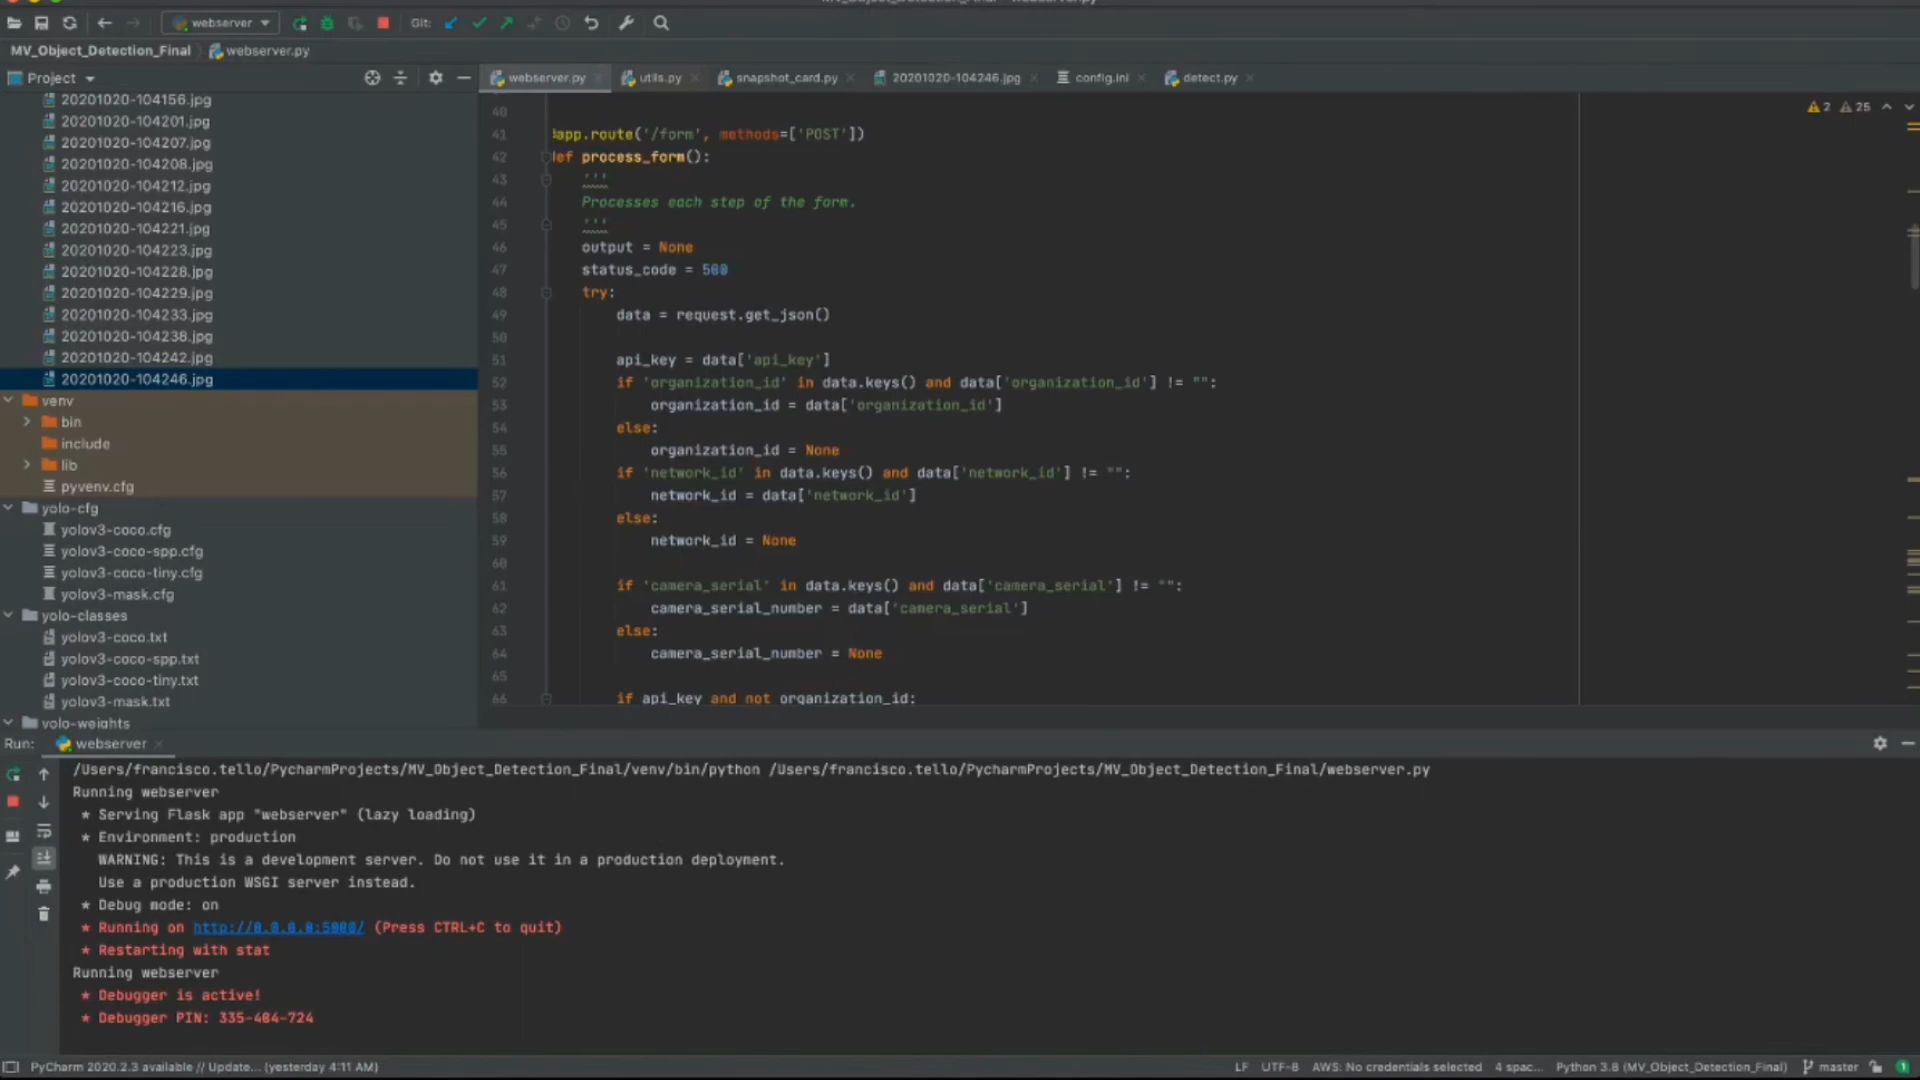 webserver
Git:
MV_Object_Detection_Final
webserver.py
Project
webserver.py
utils.py
snapshot_card.py
20201020-104246.jpg
config.ini
detect.py
20201020-104156.jpg
20201020-104201.jpg
20201020-104207.jpg
20201020-104208.jpg
20201020-104212.jpg
20201020-104216.jpg
20201020-104221.jpg
20201020-104223.jpg
20201020-104228.jpg
20201020-104229.jpg
20201020-104233.jpg
20201020-104238.jpg
20201020-104242.jpg
20201020-104246.jpg
venv
bin
include
lib
pyvenv.cfg
yolo-cfg
yolov3-coco.cfg
yolov3-coco-spp.cfg
yolov3-coco-tiny.cfg
yolov3-mask.cfg
yolo-classes
yolov3-coco.txt
yolov3-coco-spp.txt
yolov3-coco-tiny.txt
yolov3-mask.txt
yolo-weights
2 25
40
41 app.route('/form', methods=['POST'])
42 ef process_form():
43 '''
44 Processes each step of the form.
45 '''
46 output = None
47 status_code = 500
48 try:
49 data = request.get_json()
50
51 api_key = data['api_key']
52 if 'organization_id' in data.keys() and data['organization_id'] != "":
53 organization_id = data['organization_id']
54 else:
55 organization_id = None
56 if 'network_id' in data.keys() and data['network_id'] != "":
57 network_id = data['network_id']
58 else:
59 network_id = None
60
61 if 'camera_serial' in data.keys() and data['camera_serial'] != "":
62 camera_serial_number = data['camera_serial']
63 else:
64 camera_serial_number = None
65
66 if api_key and not organization_id:
Run: webserver
/Users/francisco.tello/PycharmProjects/MV_Object_Detection_Final/venv/bin/python /Users/francisco.tello/PycharmProjects/MV_Object_Detection_Final/webserver.py
Running webserver
* Serving Flask app "webserver" (lazy loading)
* Environment: production
WARNING: This is a development server. Do not use it in a production deployment.
Use a production WSGI server instead.
* Debug mode: on
* Running on http://0.0.0.0:5000/ (Press CTRL+C to quit)
* Restarting with stat
Running webserver
* Debugger is active!
* Debugger PIN: 335-404-724
PyCharm 2020.2.3 available // Update... (yesterday 4:11 AM)
LF UTF-8 AWS: No credentials selected 4 spac... Python 3.8 (MV_Object_Detection_Final) master 1